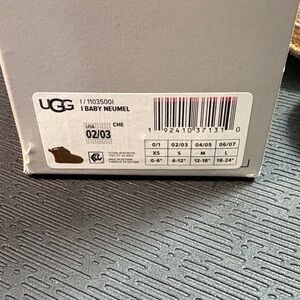 UGG
I / 1103500I
I BABY NEUMEL
USA
CHE
02/03
1 92410 37131 0
0/1 02/03 04/05 06/07
XS S M L
0-6" 6-12" 12-18" 18-24"